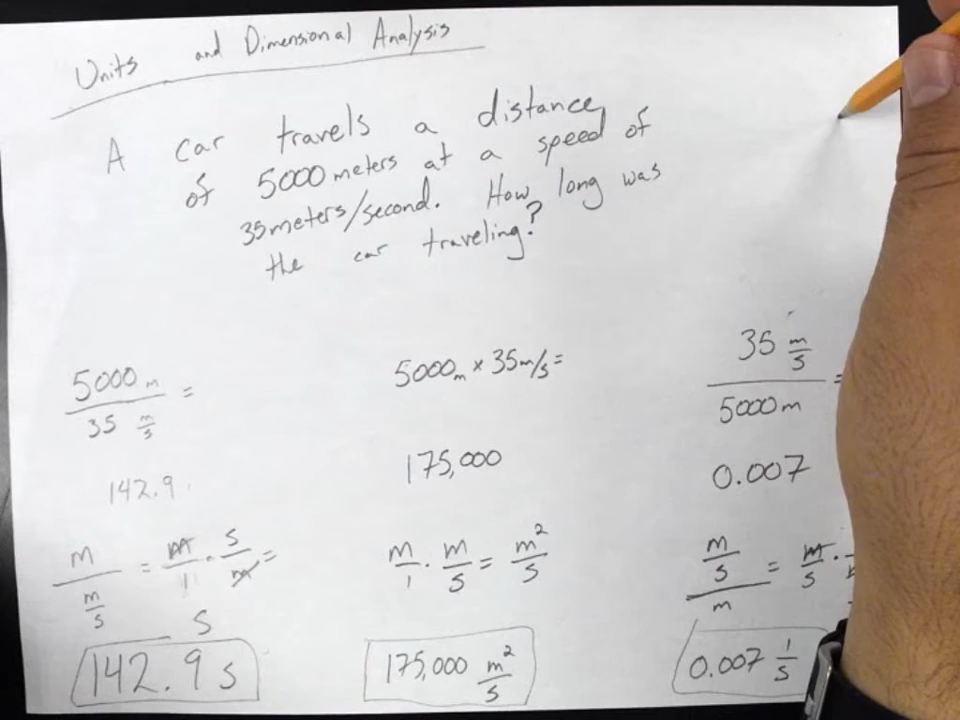 Units and Dimensional Analysis
A car travels a distance
of 5000 meters at a speed of
35 meters/second. How long was
the car traveling?
5000 m
35 m/s =
142.9
m
m/s = m/1 · s/m =
s
142.9 s
5000 m × 35 m/s =
175,000
m/1 · m/s = m²/s
175,000 m²/s
35 m/s
5000 m =
0.007
m/s
m = m/s ·
0.007 1/s